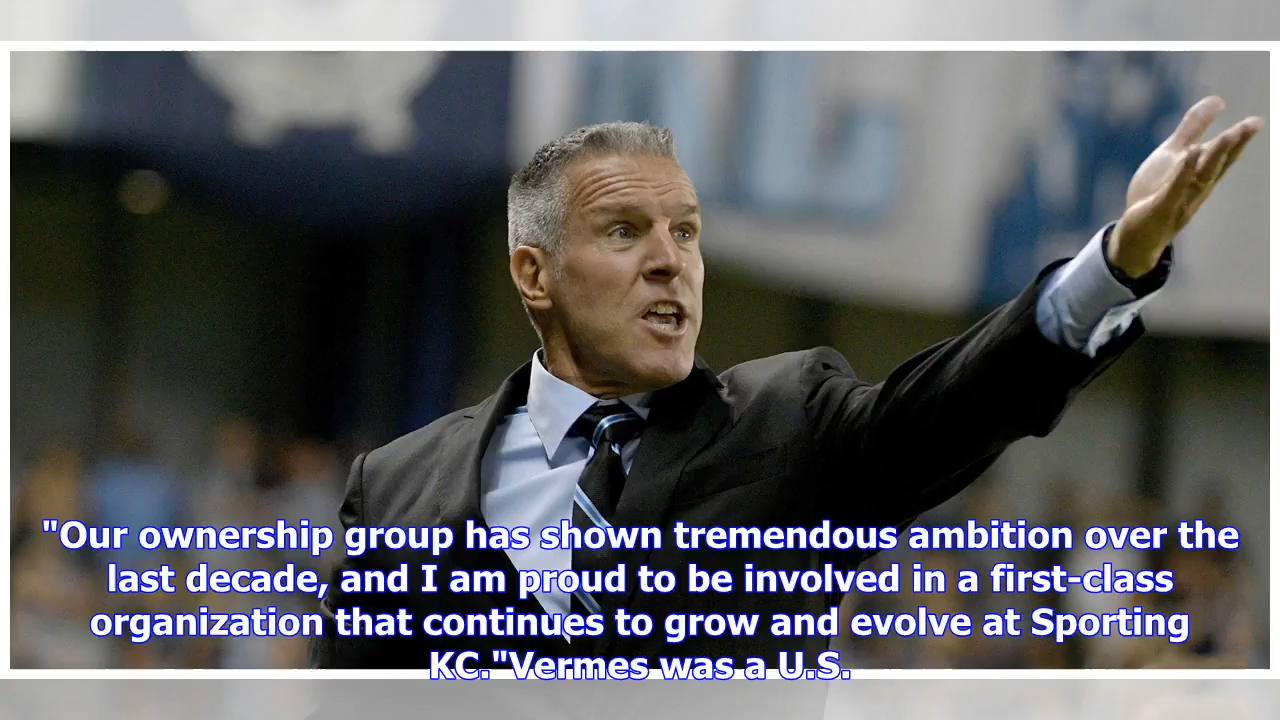 "Our ownership group has shown tremendous ambition over the
last decade, and I am proud to be involved in a first-class
organization that continues to grow and evolve at Sporting
KC."Vermes was a U.S.